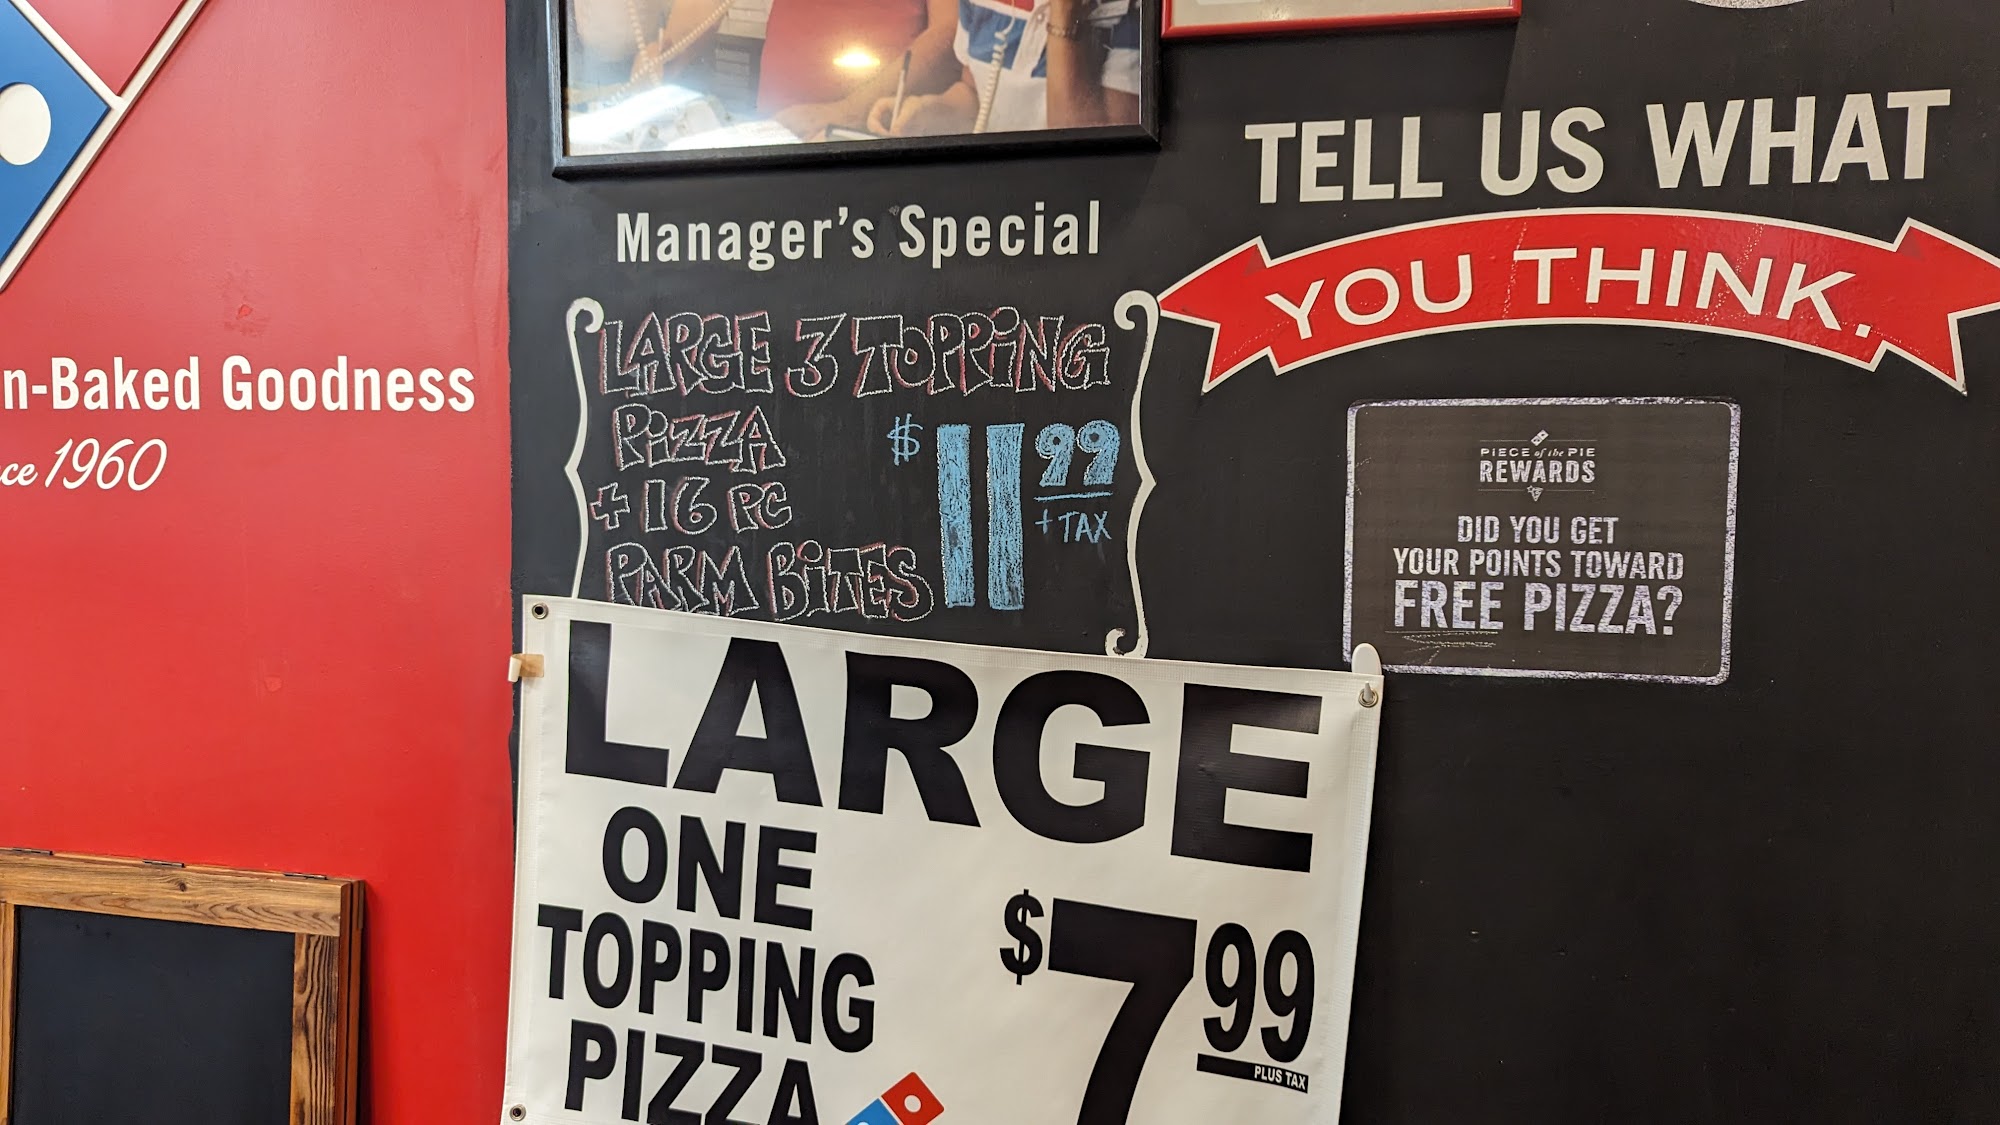 n-Baked Goodness
ce 1960
Manager's Special
LARGE 3 TOPPING
PIZZA
+ 16 PC
PARM BITES
$11 99
+ TAX
TELL US WHAT
YOU THINK.
PIECE of the PIE
REWARDS
DID YOU GET
YOUR POINTS TOWARD
FREE PIZZA?
LARGE
ONE
TOPPING
PIZZA
$7 99
PLUS TAX